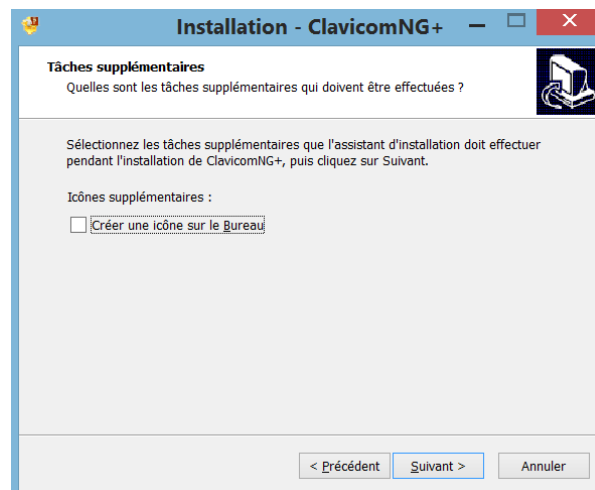 Installation - ClavicomNG+
Tâches supplémentaires
Quelles sont les tâches supplémentaires qui doivent être effectuées ?
Sélectionnez les tâches supplémentaires que l'assistant d'installation doit effectuer
pendant l'installation de ClavicomNG+, puis cliquez sur Suivant.
Icônes supplémentaires :
Créer une icône sur le Bureau
< Précédent Suivant > Annuler